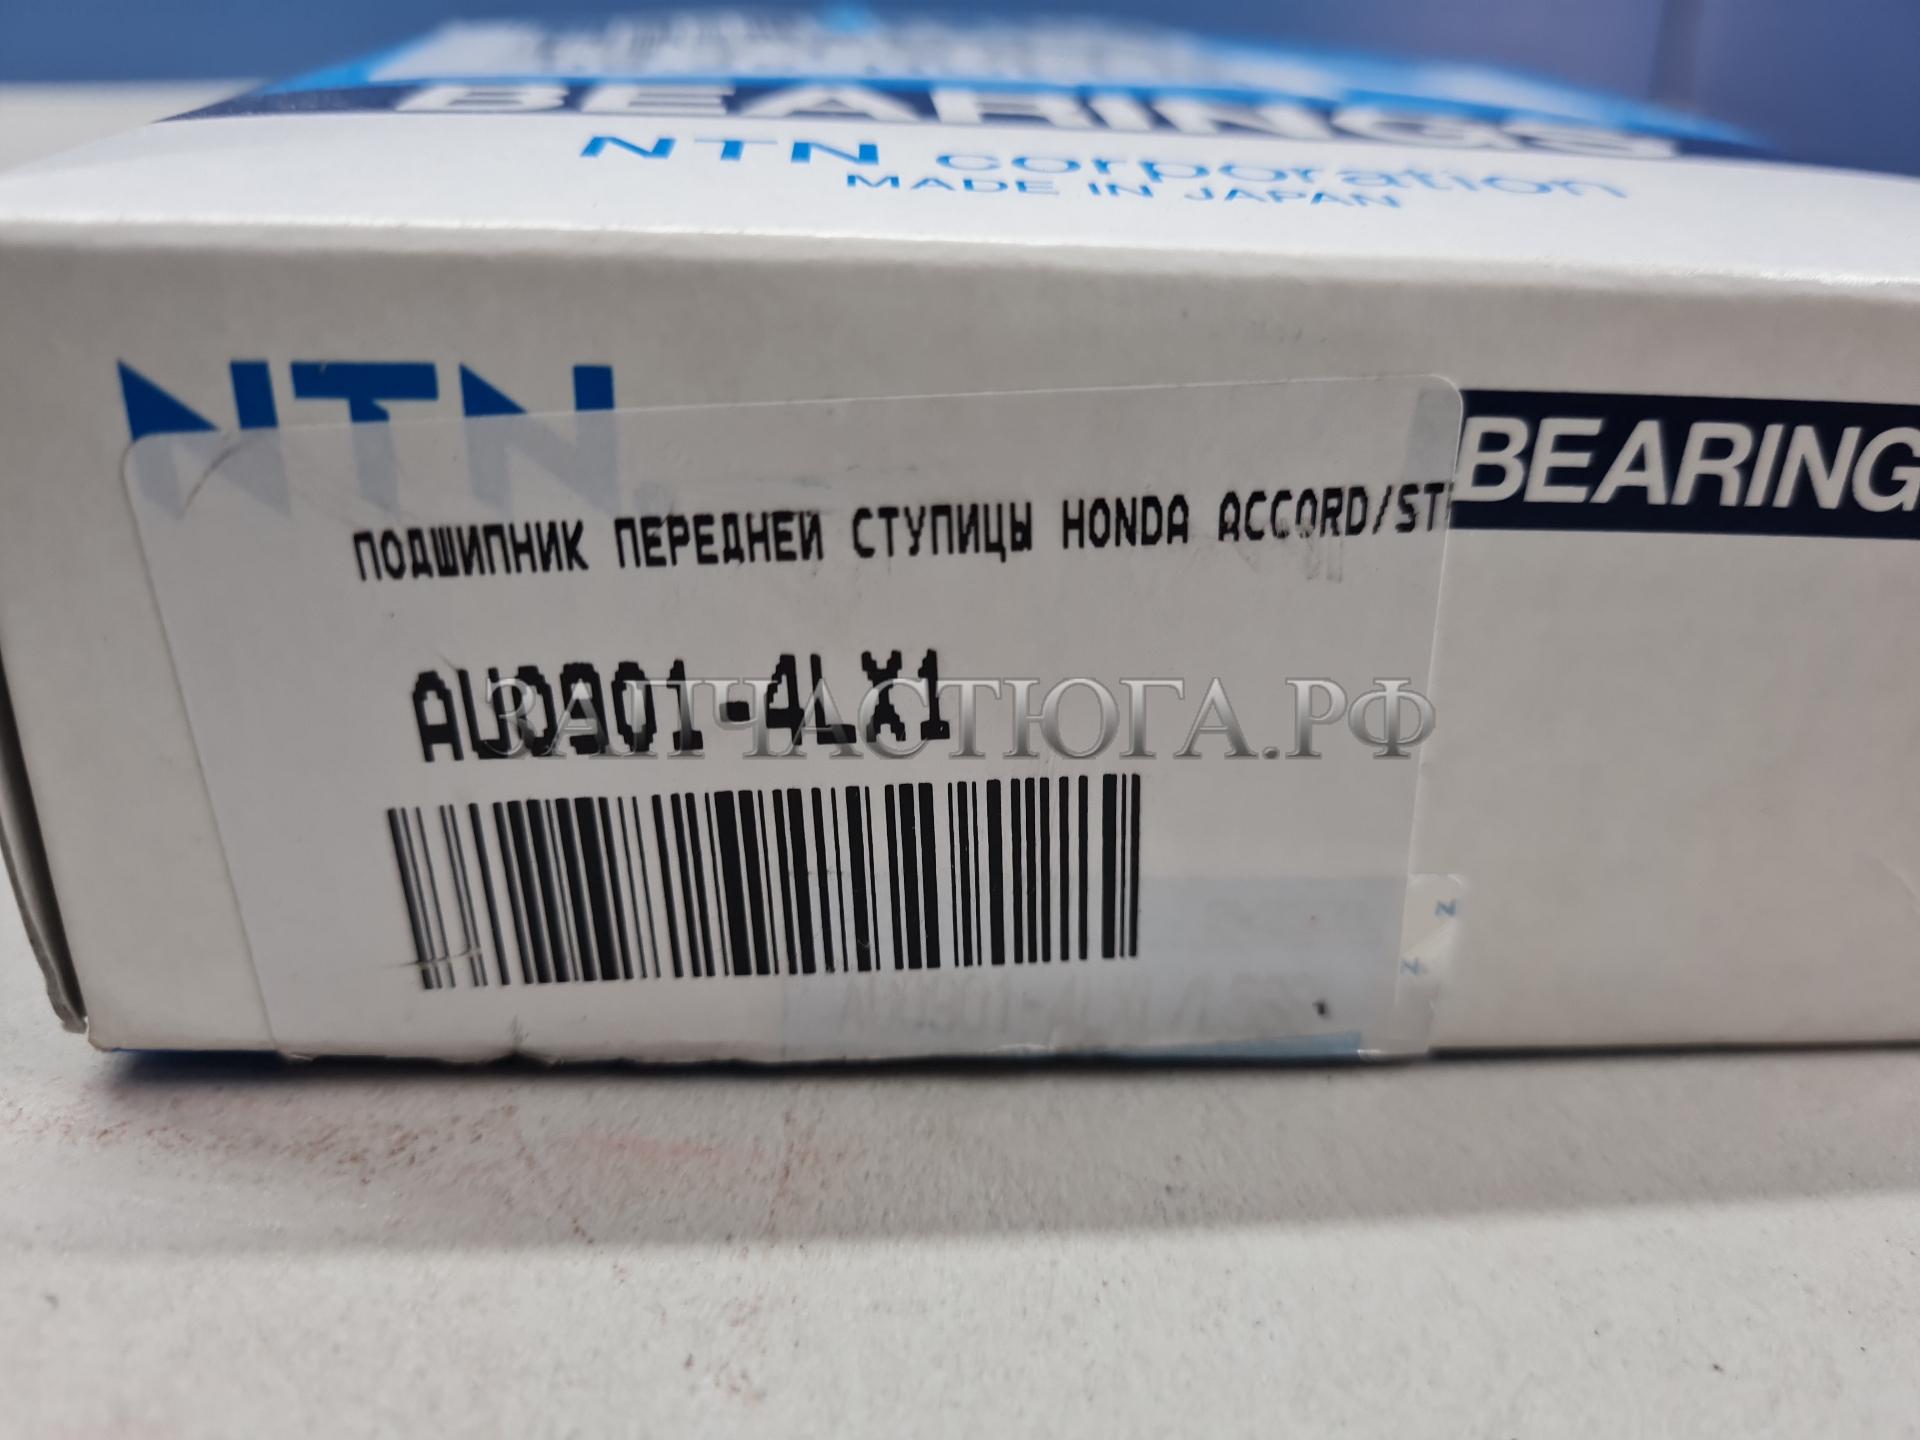 BEARINGS
NTN corporation
MADE IN JAPAN
NTN
BEARING
ПОДШИПНИК ПЕРЕДНЕЙ СТУПИЦЫ HONDA ACCORD/ST
AU0901-4LX1
ЗАПЧАСТЮГА.РФ